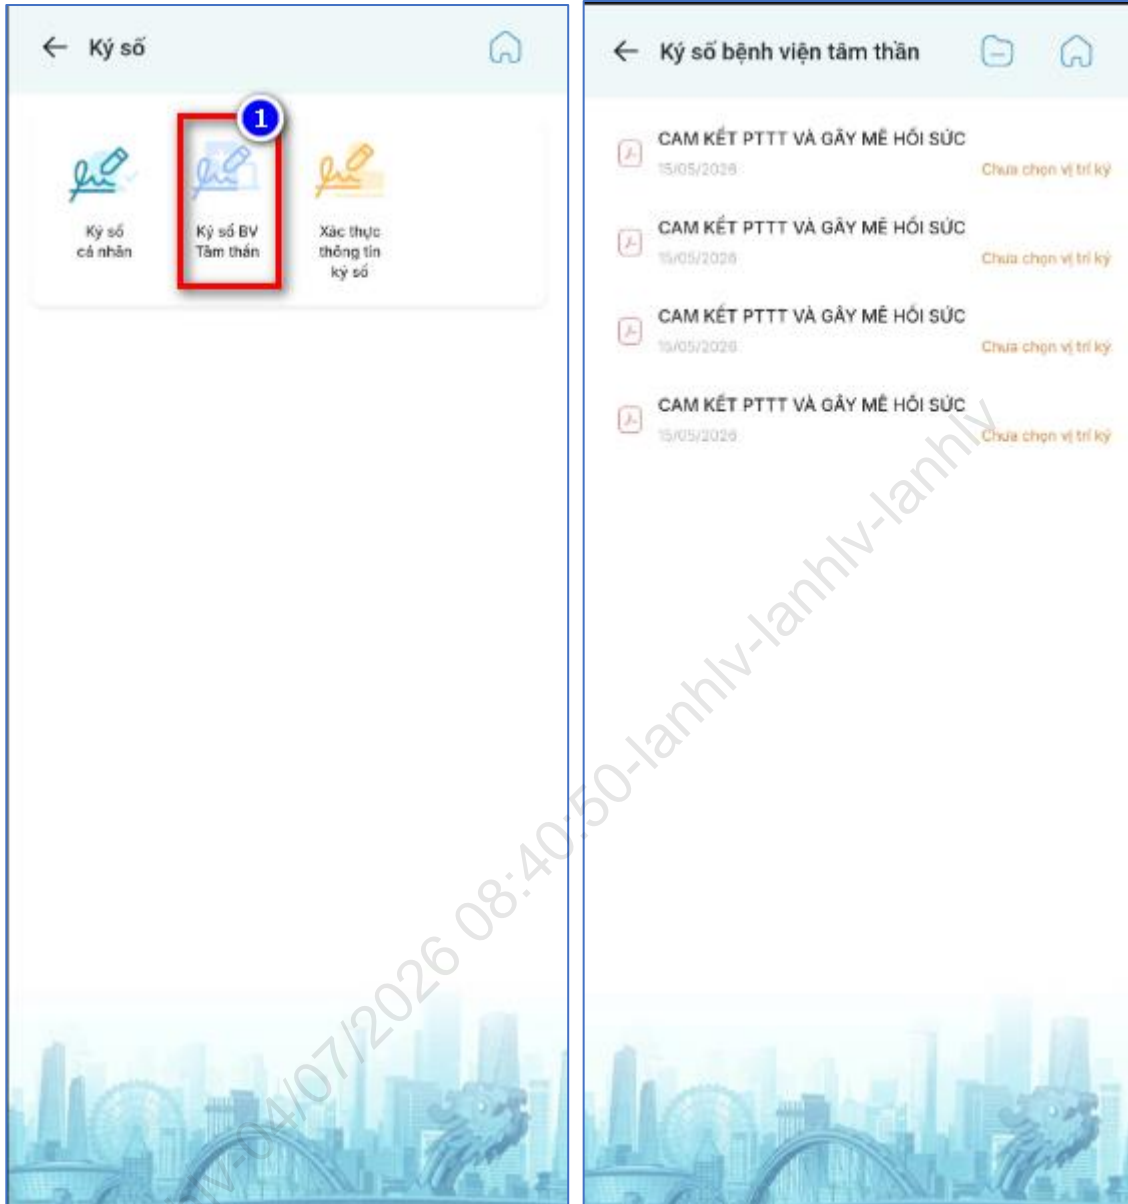 Ký số
1
Ký số
cá nhân
Ký số BV
Tâm thần
Xác thực
thông tin
ký số
Ký số bệnh viện tâm thần
CAM KẾT PTTT VÀ GÂY MÊ HỒI SỨC
15/05/2026
Chưa chọn vị trí ký
CAM KẾT PTTT VÀ GÂY MÊ HỒI SỨC
15/05/2026
Chưa chọn vị trí ký
CAM KẾT PTTT VÀ GÂY MÊ HỒI SỨC
15/05/2026
Chưa chọn vị trí ký
CAM KẾT PTTT VÀ GÂY MÊ HỒI SỨC
15/05/2026
Chưa chọn vị trí ký
04/07/2026 08:40:50-lanhlv-lanhlv-lanhlv